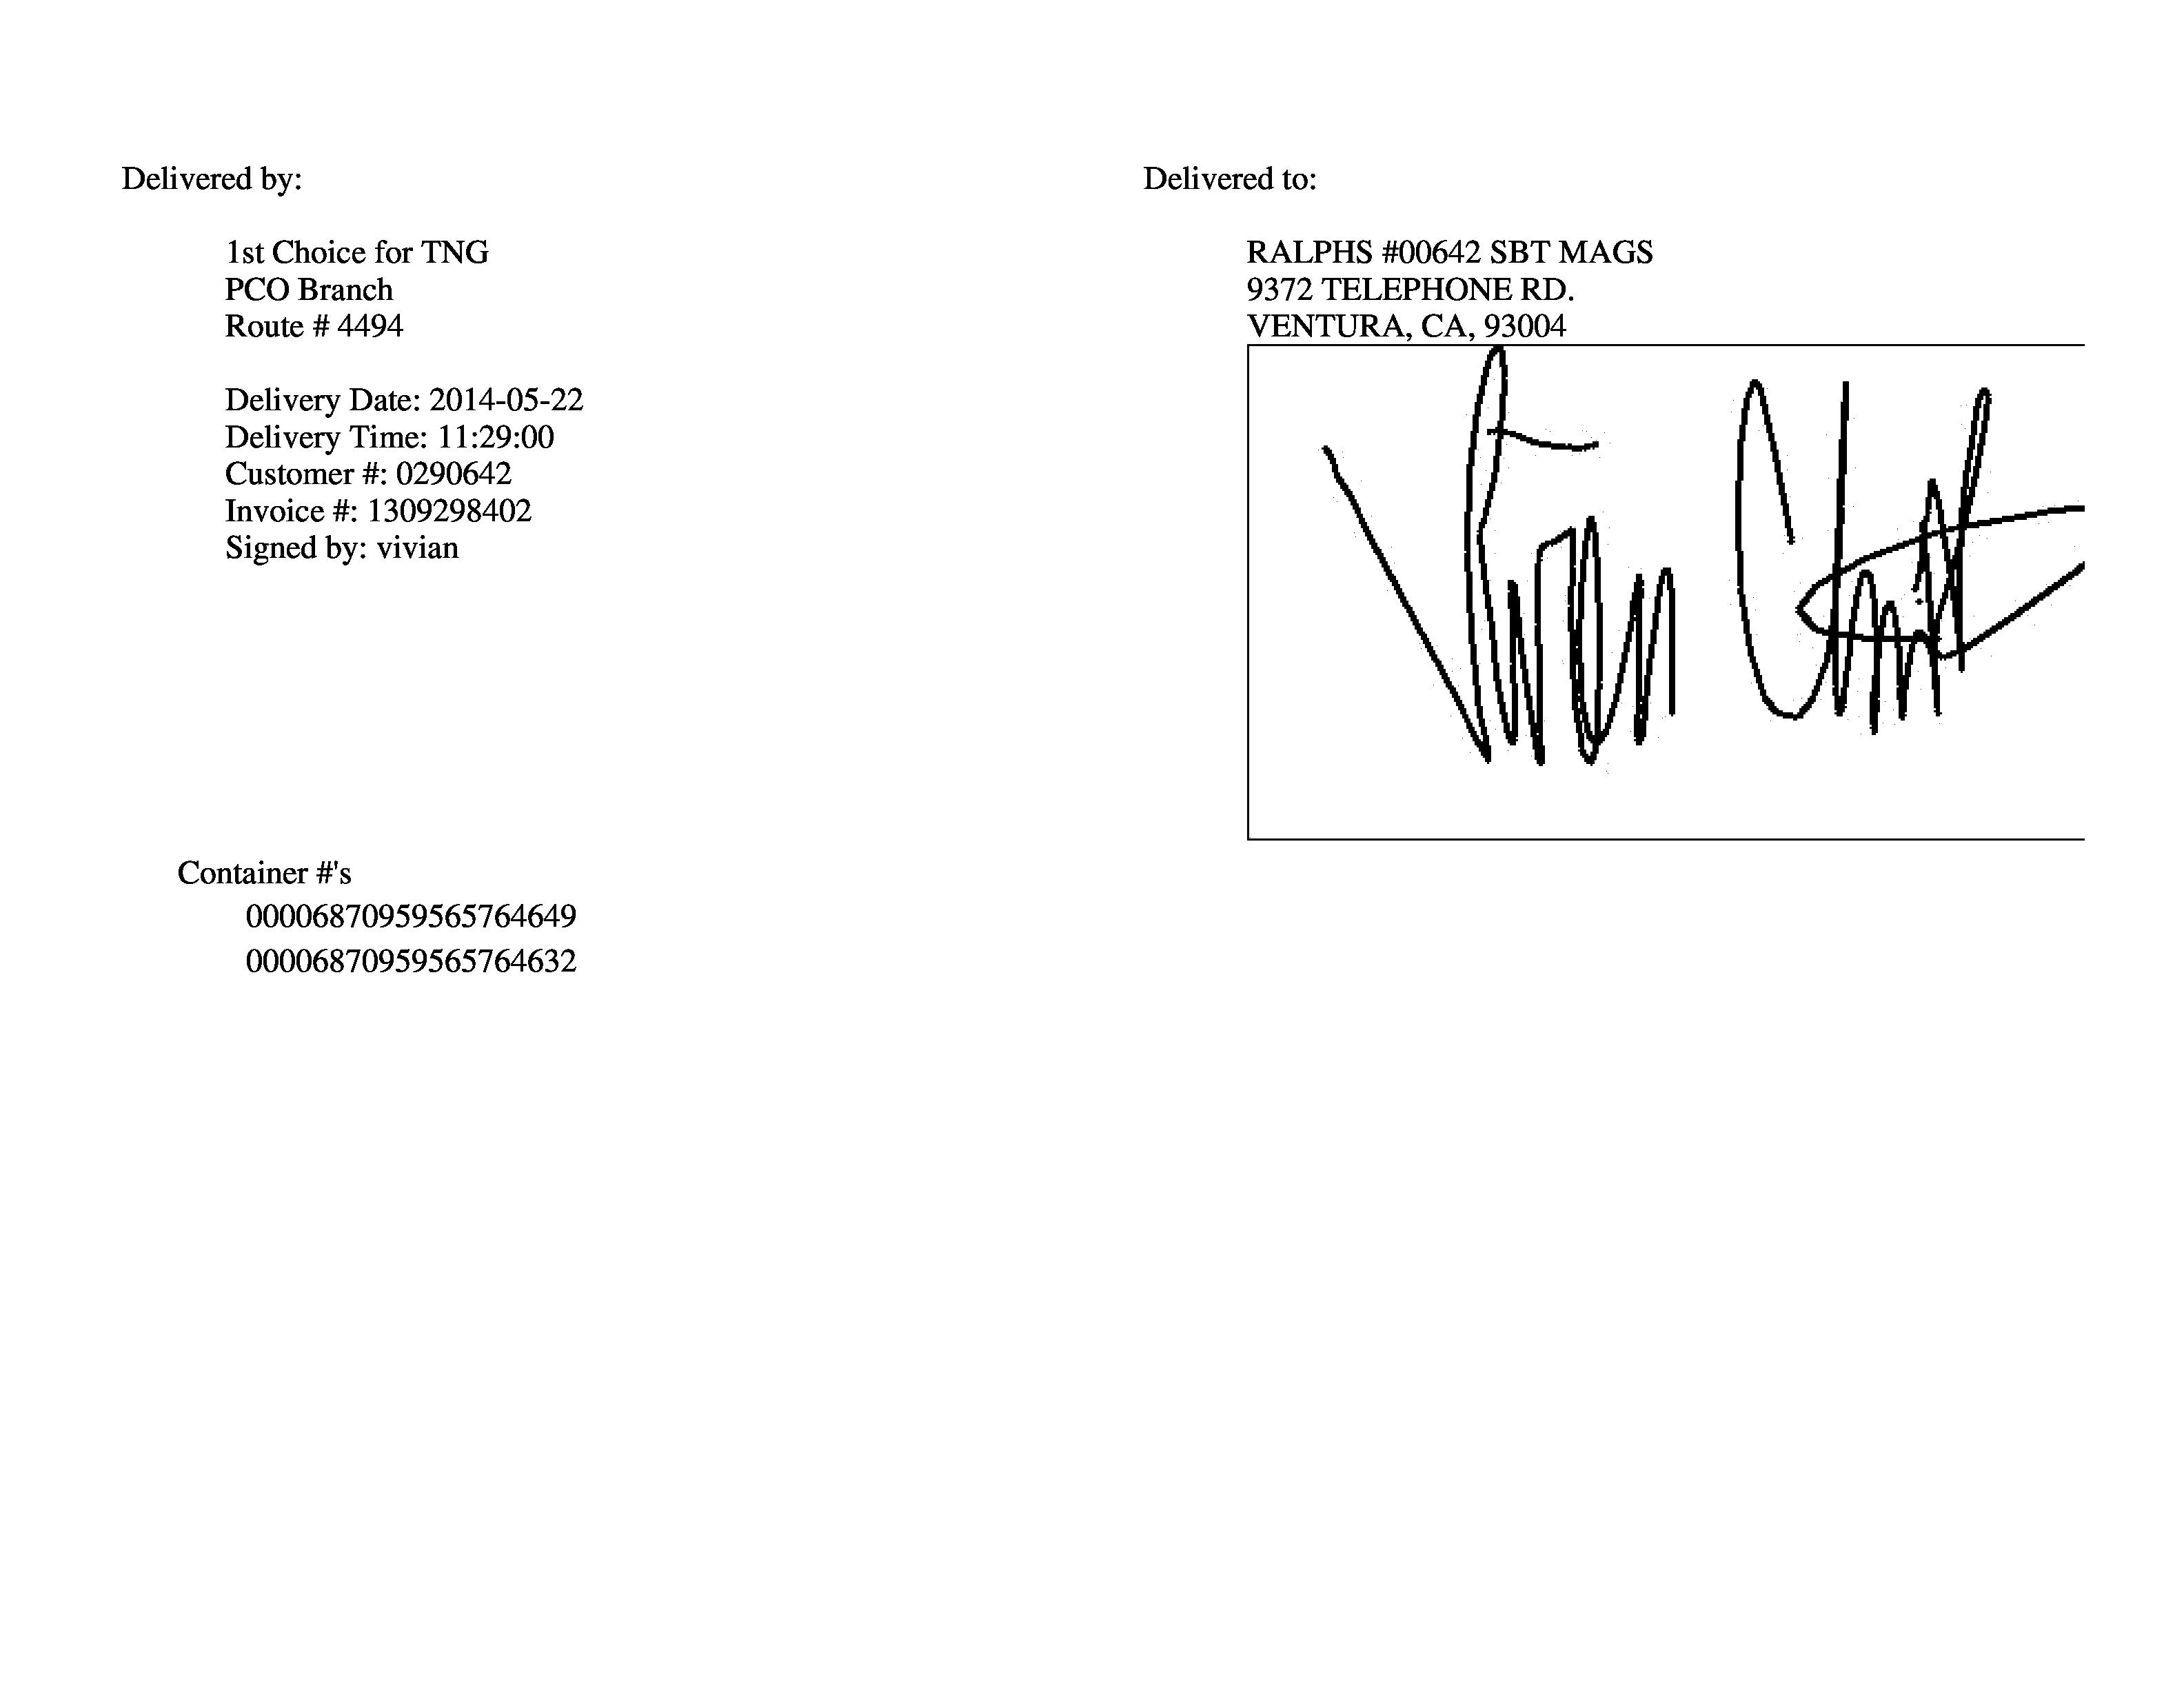 Delivered by:
1st Choice for TNG
PCO Branch
Route # 4494
Delivery Date: 2014-05-22
Delivery Time: 11:29:00
Customer #: 0290642
Invoice #: 1309298402
Signed by: vivian
Delivered to:
RALPHS #00642 SBT MAGS
9372 TELEPHONE RD.
VENTURA, CA, 93004
Container #'s
00006870959565764649
00006870959565764632